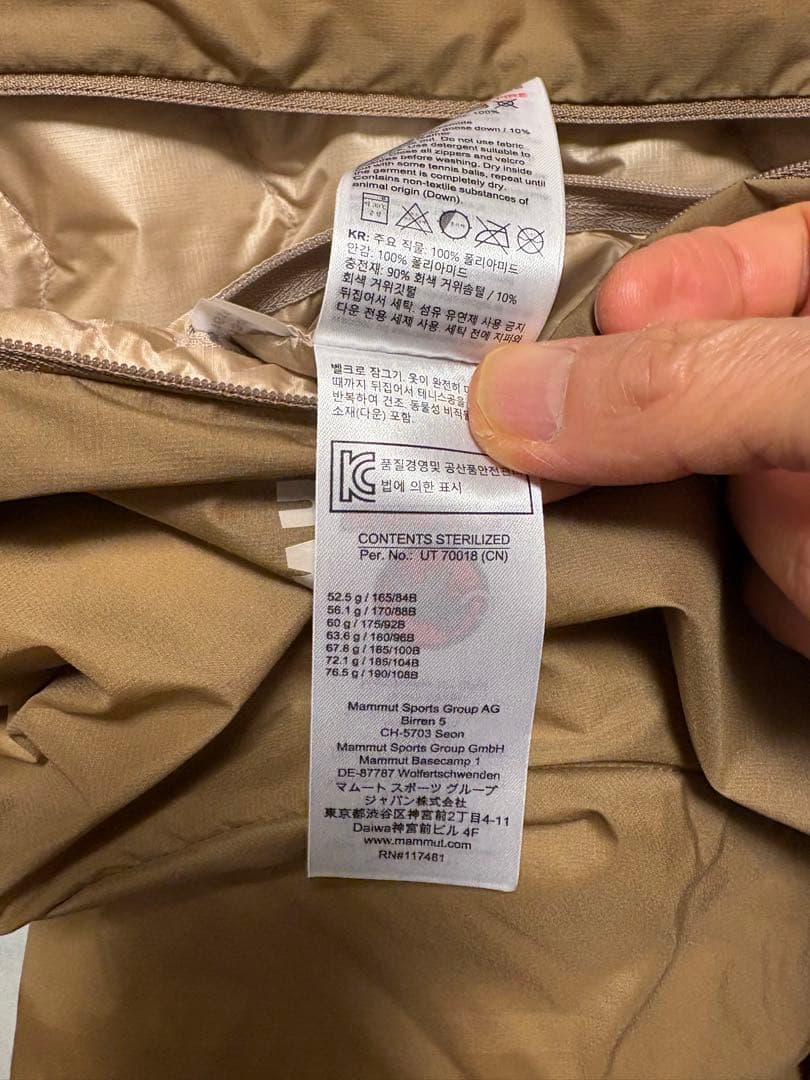 100%
goose down / 10%
out. Do not use fabric
Use detergent suitable to
close all zippers and velcro
before washing. Dry inside
with some tennis balls, repeat until
the garment is completely dry.
Contains non-textile substances of
animal origin (Down).
KR: 주요 직물: 100% 폴리아미드
안감: 100% 폴리아미드
충전재: 90% 회색 거위솜털 / 10%
회색 거위깃털
뒤집어서 세탁. 섬유 유연제 사용 금지
다운 전용 세제 사용. 세탁 전에 지퍼와
벨크로 잠그기. 옷이 완전히
때까지 뒤집어서 테니스공을
반복하여 건조. 동물성 비직
소재(다운) 포함.
품질경영및 공산품안전관
법에 의한 표시
CONTENTS STERILIZED
Per. No.: UT 70018 (CN)
52.5 g / 165/84B
56.1 g / 170/88B
60 g / 175/92B
63.6 g / 180/96B
67.8 g / 185/100B
72.1 g / 185/104B
76.5 g / 190/108B
Mammut Sports Group AG
Birren 5
CH-5703 Seon
Mammut Sports Group GmbH
Mammut Basecamp 1
DE-87787 Wolfertschwenden
マムート スポーツ グループ
ジャパン株式会社
東京都渋谷区神宮前2丁目4-11
Daiwa神宮前ビル 4F
www.mammut.com
RN#117481